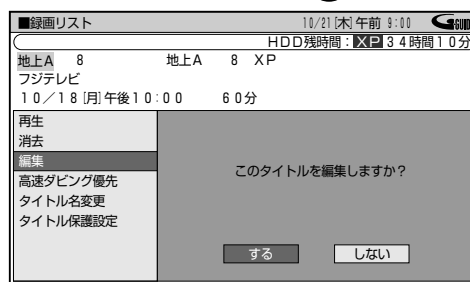 ■録画リスト 10/21[木]午前 9:00 GGUID
HDD残時間：XP34時間10分
地上A 8 地上A 8 XP
フジテレビ
10／18[月]午後10:00 60分
再生
消去
編集
高速ダビング優先
タイトル名変更
タイトル保護設定
このタイトルを編集しますか？
する しない